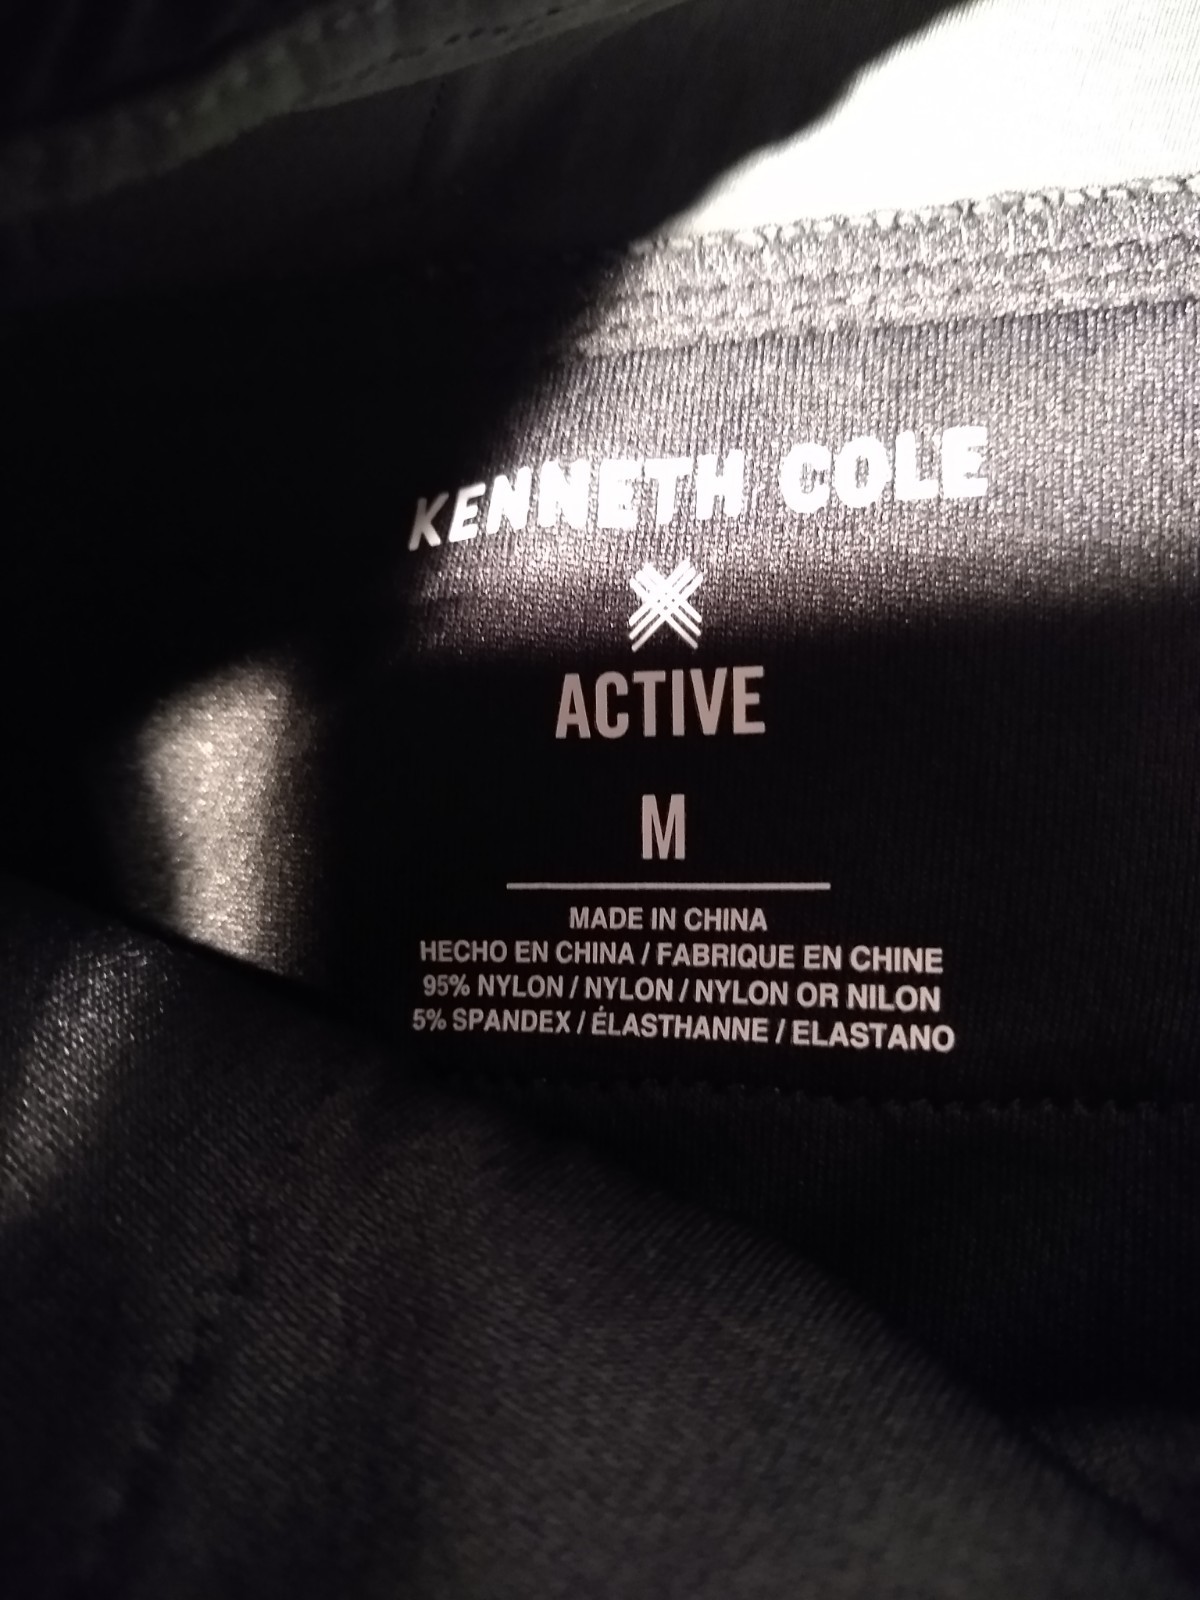 KENNETH COLE
ACTIVE
M
MADE IN CHINA
HECHO EN CHINA / FABRIQUE EN CHINE
95% NYLON / NYLON / NYLON OR NILON
5% SPANDEX / ÉLASTHANNE / ELASTANO